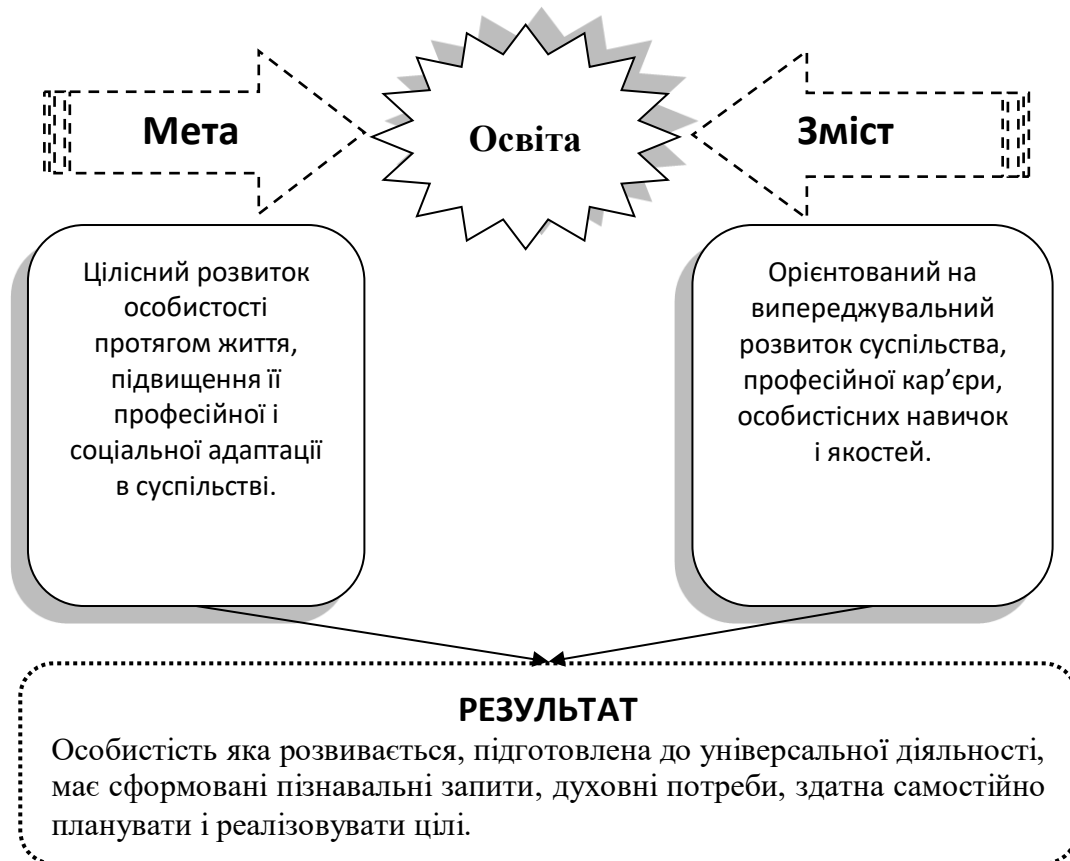 Мета
Освіта
Зміст
Цілісний розвиток
особистості
протягом життя,
підвищення її
професійної і
соціальної адаптації
в суспільстві.
Орієнтований на
випереджувальний
розвиток суспільства,
професійної кар’єри,
особистісних навичок
і якостей.
РЕЗУЛЬТАТ
Особистість яка розвивається, підготовлена до універсальної діяльності,
має сформовані пізнавальні запити, духовні потреби, здатна самостійно
планувати і реалізовувати цілі.